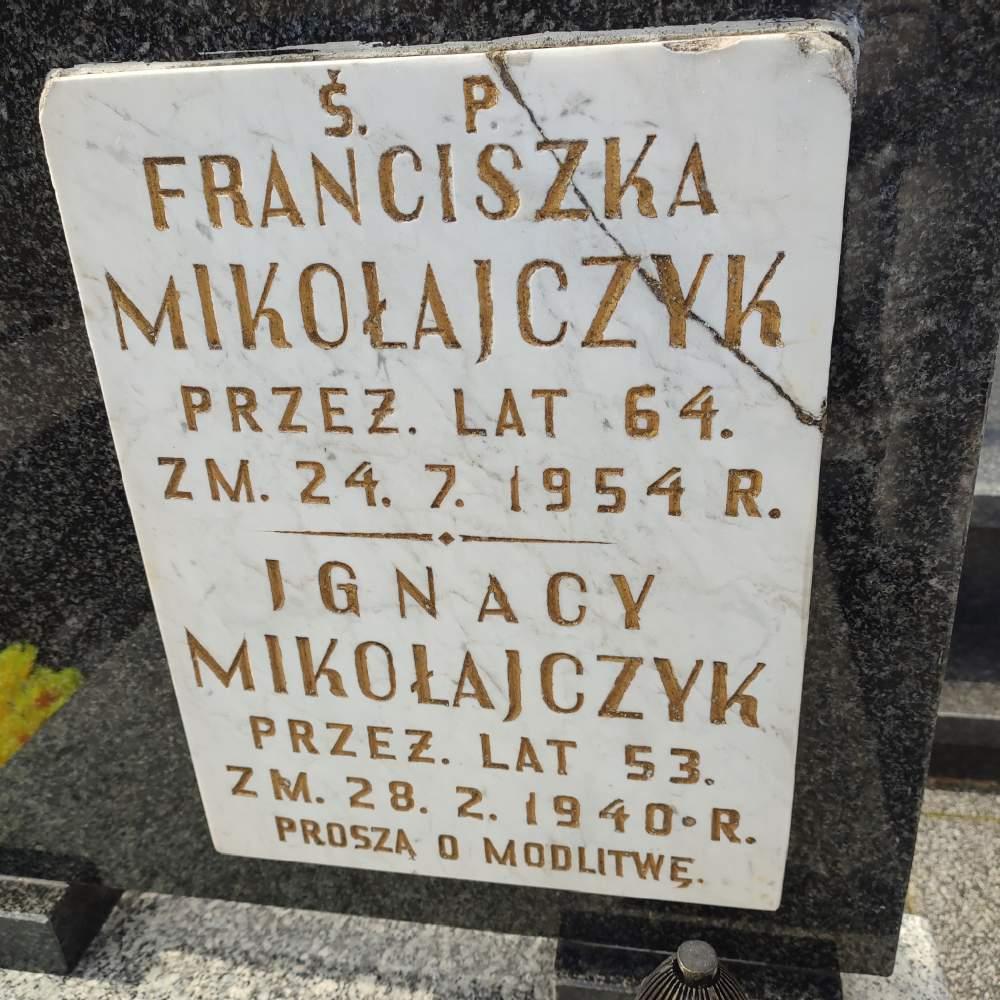 Ś. P.
FRANCISZKA
MIKOŁAJCZYK
PRZEŻ. LAT 64.
ZM. 24. 7. 1954 R.
IGNACY
MIKOŁAJCZYK
PRZEŻ. LAT 53.
ZM. 28. 2. 1940. R.
PROSZĄ O MODLITWĘ.